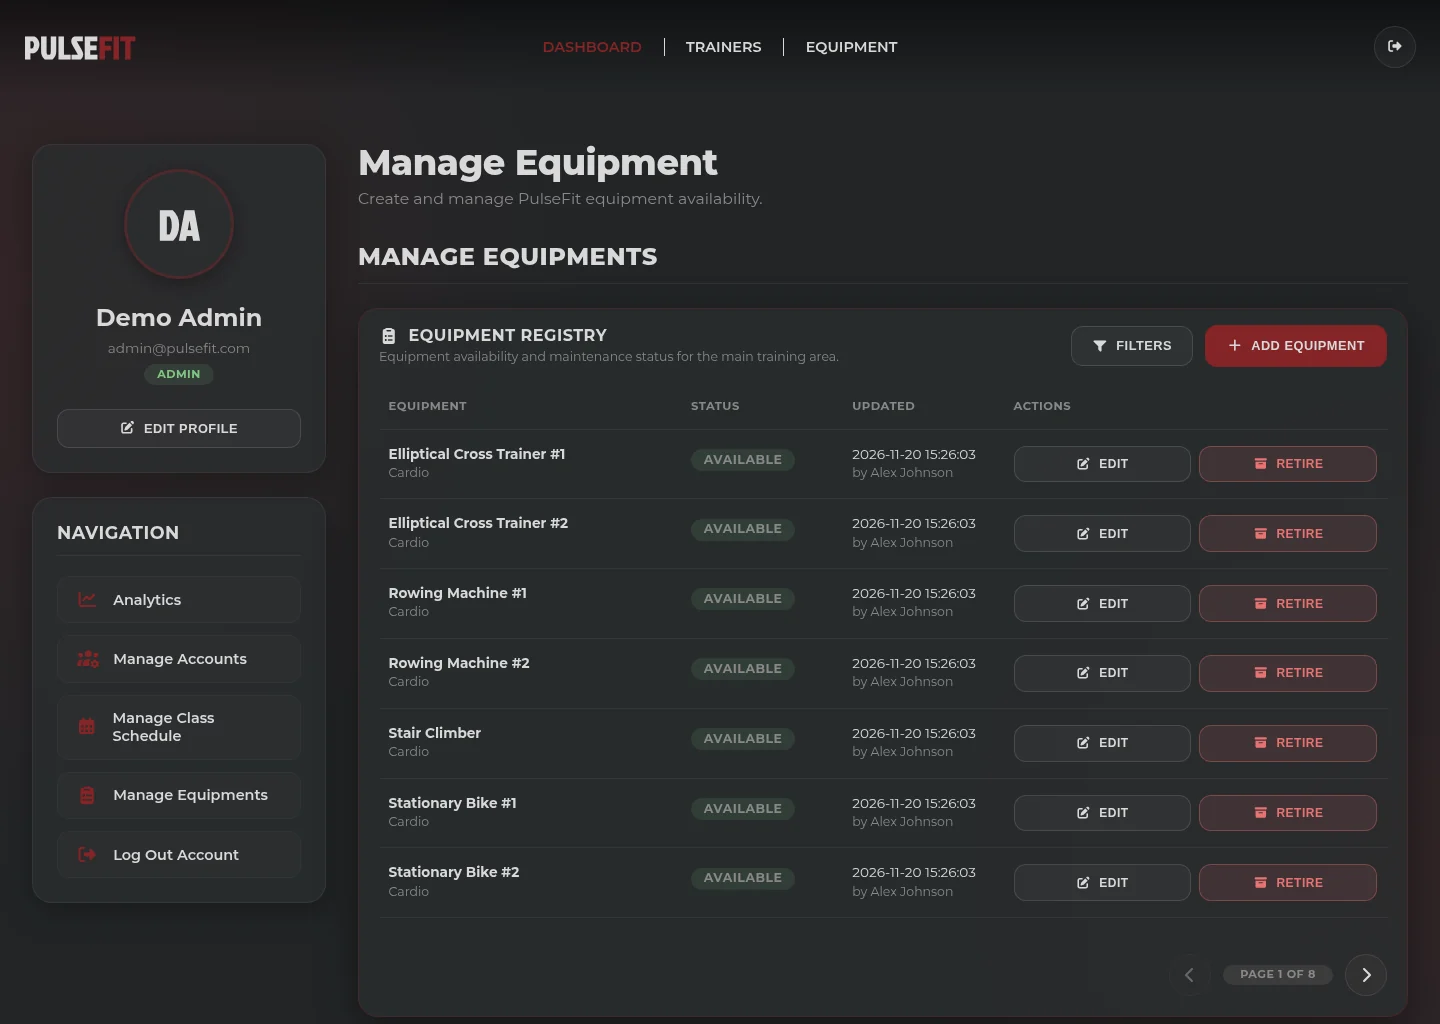 PULSEFIT
DASHBOARD
TRAINERS
EQUIPMENT
DA
Demo Admin
admin@pulsefit.com
ADMIN
EDIT PROFILE
NAVIGATION
Analytics
Manage Accounts
Manage Class
Schedule
Manage Equipments
Log Out Account
Manage Equipment
Create and manage PulseFit equipment availability.
MANAGE EQUIPMENTS
EQUIPMENT REGISTRY
Equipment availability and maintenance status for the main training area.
FILTERS
ADD EQUIPMENT
EQUIPMENT STATUS UPDATED ACTIONS
Elliptical Cross Trainer #1 AVAILABLE 2026-11-20 15:26:03 EDIT RETIRE
Cardio by Alex Johnson
Elliptical Cross Trainer #2 AVAILABLE 2026-11-20 15:26:03 EDIT RETIRE
Cardio by Alex Johnson
Rowing Machine #1 AVAILABLE 2026-11-20 15:26:03 EDIT RETIRE
Cardio by Alex Johnson
Rowing Machine #2 AVAILABLE 2026-11-20 15:26:03 EDIT RETIRE
Cardio by Alex Johnson
Stair Climber AVAILABLE 2026-11-20 15:26:03 EDIT RETIRE
Cardio by Alex Johnson
Stationary Bike #1 AVAILABLE 2026-11-20 15:26:03 EDIT RETIRE
Cardio by Alex Johnson
Stationary Bike #2 AVAILABLE 2026-11-20 15:26:03 EDIT RETIRE
Cardio by Alex Johnson
PAGE 1 OF 8